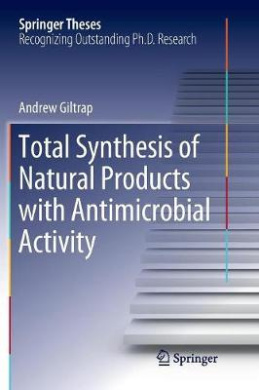 Springer Theses
Recognizing Outstanding Ph.D. Research
Andrew Giltrap
Total Synthesis of
Natural Products
with Antimicrobial
Activity
Springer